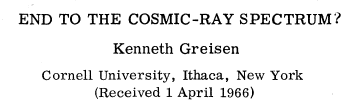 END TO THE COSMIC-RAY SPECTRUM?
Kenneth Greisen
Cornell University, Ithaca, New York
(Received 1 April 1966)